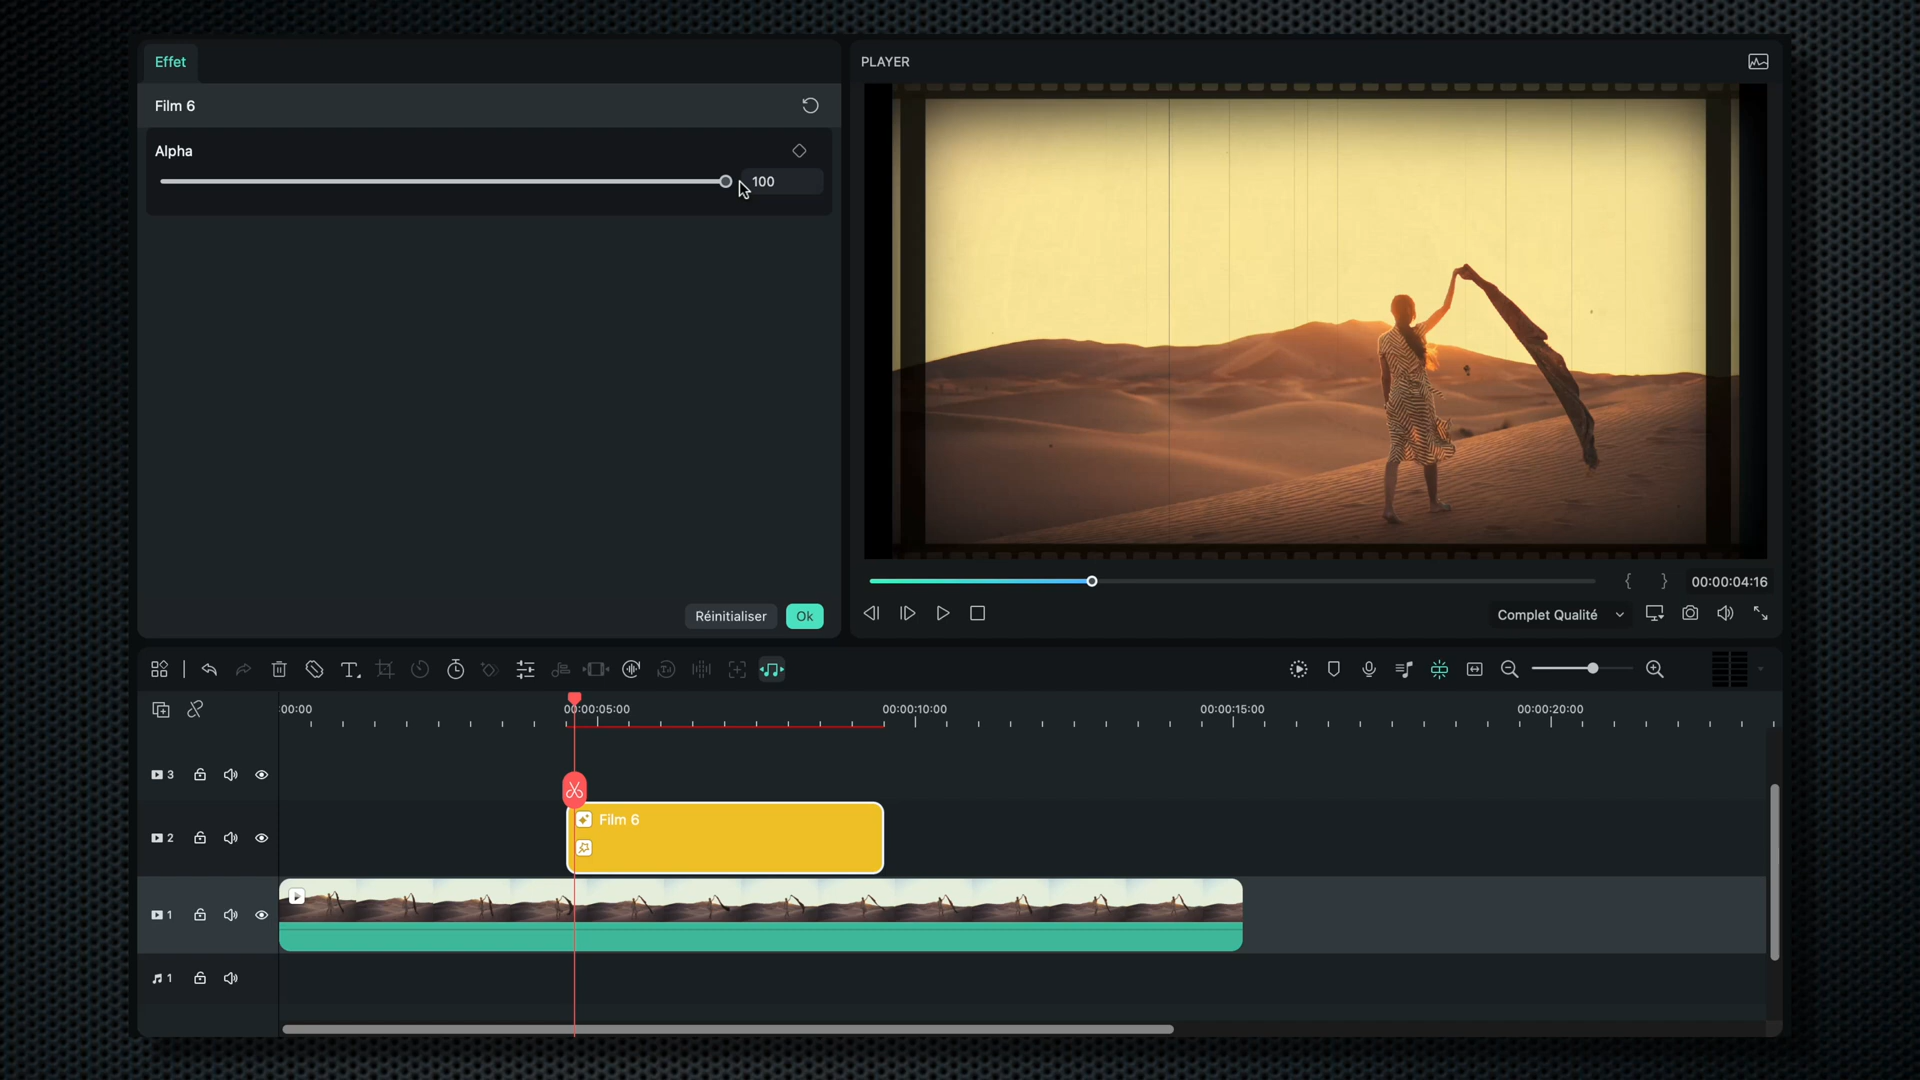 Effet
PLAYER
Film 6
Alpha
100
Réinitialiser
Ok
{ } 00:00:04:16
Complet Qualité
:00:00
00:00:05:00
00:00:10:00
00:00:15:00
00:00:20:00
3
2
Film 6
1
1